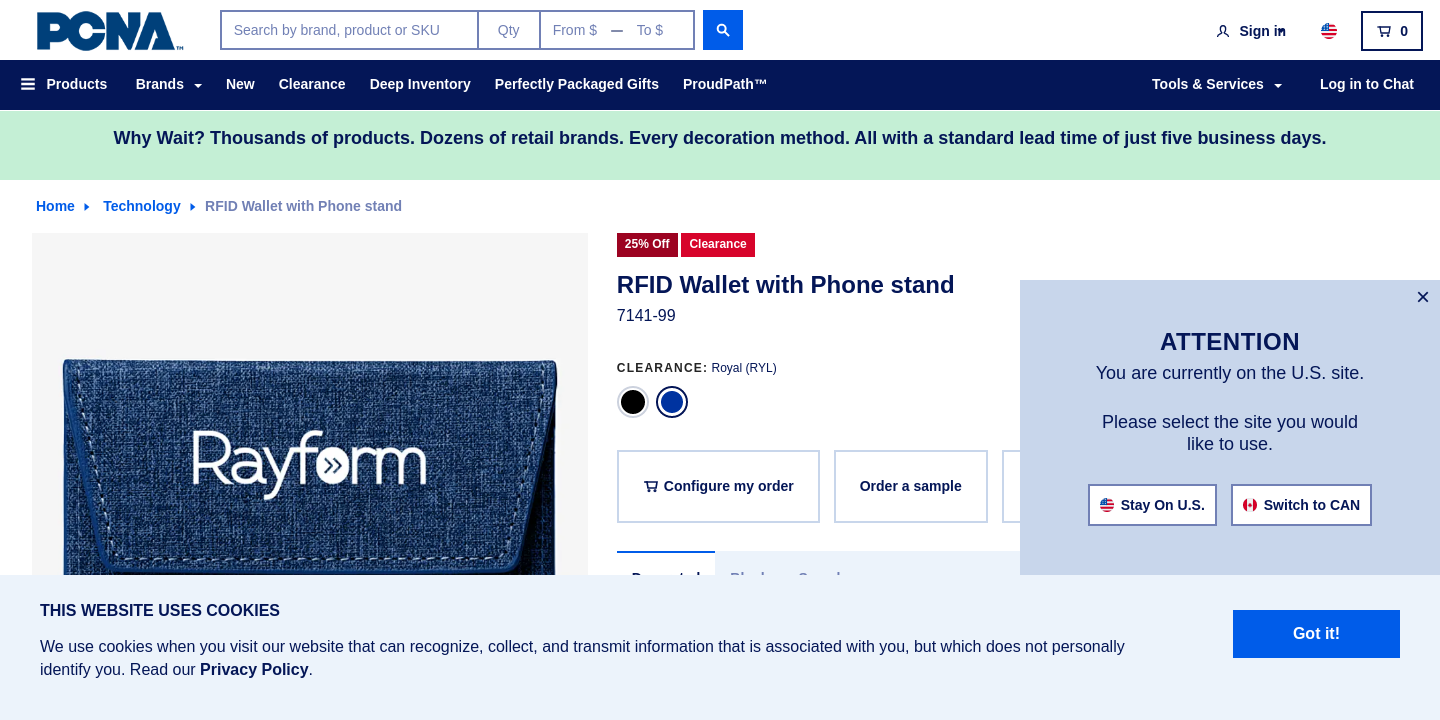 PCNA™
Search by brand, product or SKU
Qty
From $ — To $
Sign in
0
Products
Brands
New
Clearance
Deep Inventory
Perfectly Packaged Gifts
ProudPath™
Tools & Services
Log in to Chat
Why Wait? Thousands of products. Dozens of retail brands. Every decoration method. All with a standard lead time of just five business days.
Home
Technology
RFID Wallet with Phone stand
25% Off
Clearance
RFID Wallet with Phone stand
7141-99
CLEARANCE: Royal (RYL)
Rayform
Configure my order
Order a sample
×
ATTENTION
You are currently on the U.S. site.
Please select the site you would
like to use.
Stay On U.S.
Switch to CAN
THIS WEBSITE USES COOKIES
We use cookies when you visit our website that can recognize, collect, and transmit information that is associated with you, but which does not personally
identify you. Read our Privacy Policy.
Got it!